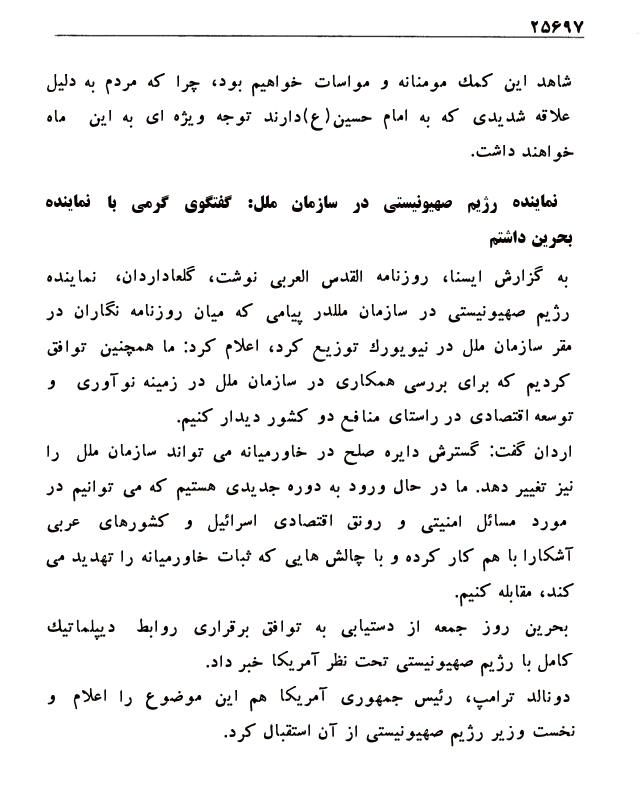 ۲۵۶۹۷
شاهد این کمک مومنانه و مواسات خواهیم بود، چرا که مردم به دلیل
علاقه شدیدی که به امام حسین(ع)دارند توجه ویژه ای به این ماه
خواهند داشت.
نماینده رژیم صهیونیستی در سازمان ملل: گفتگوی گرمی با نماینده
بحرین داشتم
به گزارش ایسنا، روزنامه القدس العربی نوشت، گلعاداردان، نماینده
رژیم صهیونیستی در سازمان مللدر پیامی که میان روزنامه نگاران در
مقر سازمان ملل در نیویورك توزیع کرد، اعلام کرد: ما همچنین توافق
کردیم که برای بررسی همکاری در سازمان ملل در زمینه نوآوری و
توسعه اقتصادی در راستای منافع دو کشور دیدار کنیم.
اردان گفت: گسترش دایره صلح در خاورمیانه می تواند سازمان ملل را
نیز تغییر دهد. ما در حال ورود به دوره جدیدی هستیم که می توانیم در
مورد مسائل امنیتی و رونق اقتصادی اسرائیل و کشورهای عربی
آشکارا با هم کار کرده و با چالش هایی که ثبات خاورمیانه را تهدید می
کند، مقابله کنیم.
بحرین روز جمعه از دستیابی به توافق برقراری روابط دیپلماتیك
کامل با رژیم صهیونیستی تحت نظر آمریکا خبر داد.
دونالد ترامپ، رئیس جمهوری آمریکا هم این موضوع را اعلام و
نخست وزیر رژیم صهیونیستی از آن استقبال کرد.